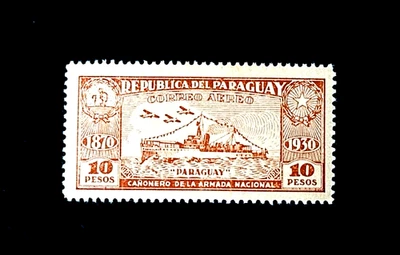 REPUBLICA DEL PARAGUAY
CORREO AEREO
1870 1930
"PARAGUAY"
10 10
PESOS PESOS
CAÑONERO DE LA ARMADA NACIONAL